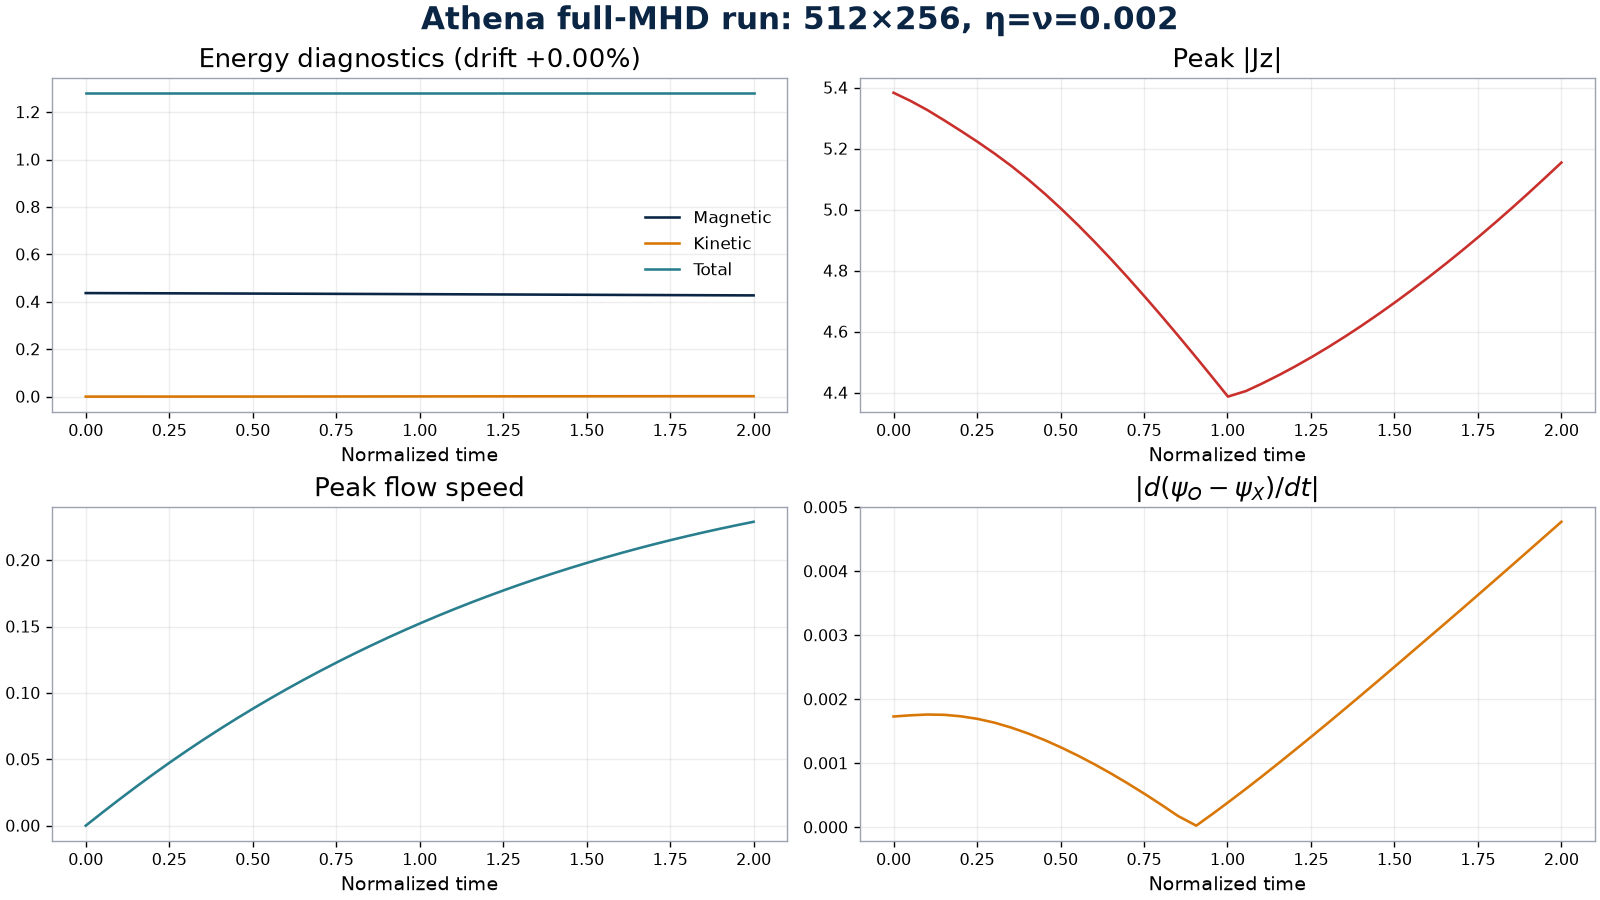 Athena full-MHD run: 512×256, η=ν=0.002
Energy diagnostics (drift +0.00%)
1.2
1.0
0.8
0.6
0.4
0.2
0.0
Magnetic
Kinetic
Total
0.00 0.25 0.50 0.75 1.00 1.25 1.50 1.75 2.00
Normalized time
Peak |Jz|
5.4
5.2
5.0
4.8
4.6
4.4
0.00 0.25 0.50 0.75 1.00 1.25 1.50 1.75 2.00
Normalized time
Peak flow speed
0.20
0.15
0.10
0.05
0.00
0.00 0.25 0.50 0.75 1.00 1.25 1.50 1.75 2.00
Normalized time
|d(ψ_O − ψ_X)/dt|
0.005
0.004
0.003
0.002
0.001
0.000
0.00 0.25 0.50 0.75 1.00 1.25 1.50 1.75 2.00
Normalized time